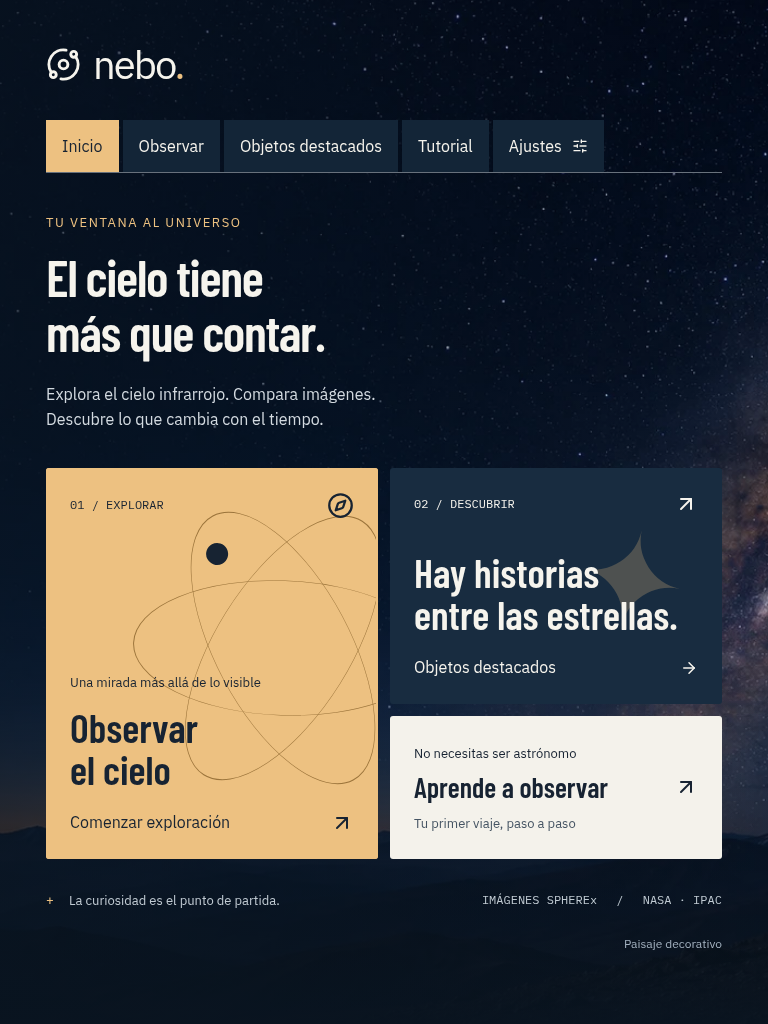 nebo.
Inicio
Observar
Objetos destacados
Tutorial
Ajustes
TU VENTANA AL UNIVERSO
El cielo tiene
más que contar.
Explora el cielo infrarrojo. Compara imágenes.
Descubre lo que cambia con el tiempo.
01 / EXPLORAR
Una mirada más allá de lo visible
Observar
el cielo
Comenzar exploración
02 / DESCUBRIR
Hay historias
entre las estrellas.
Objetos destacados
No necesitas ser astrónomo
Aprende a observar
Tu primer viaje, paso a paso
+ La curiosidad es el punto de partida.
IMÁGENES SPHEREx / NASA · IPAC
Paisaje decorativo